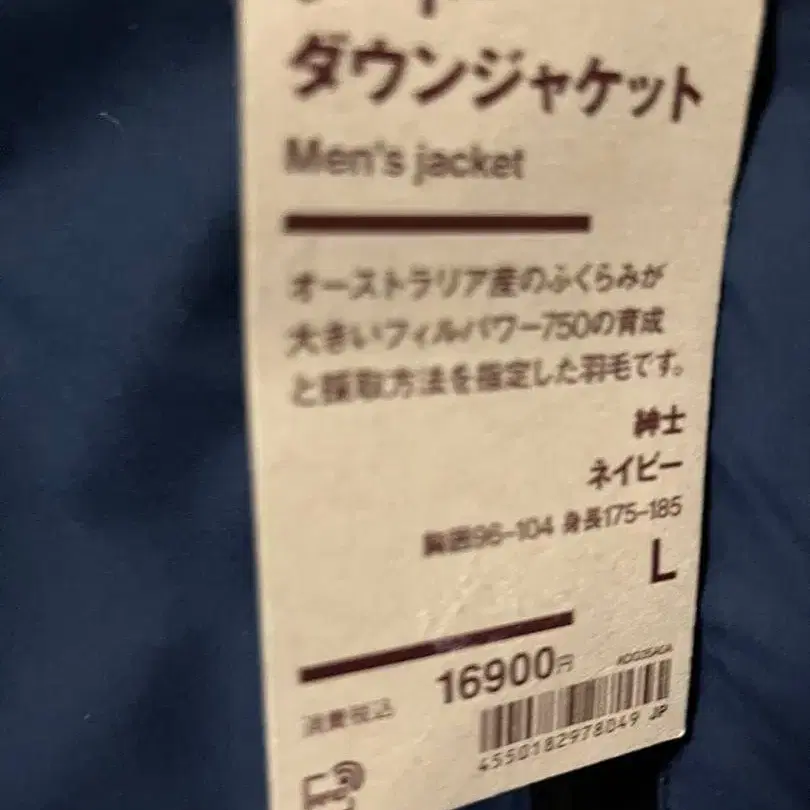 ダウンジャケット
Men's jacket
オーストラリア産のふくらみが
大きいフィルパワー750の育成
と採取方法を指定した羽毛です。
紳士
ネイビー
胸囲96-104 身長175-185
L
16900円
消費税込
4550182978049 JP